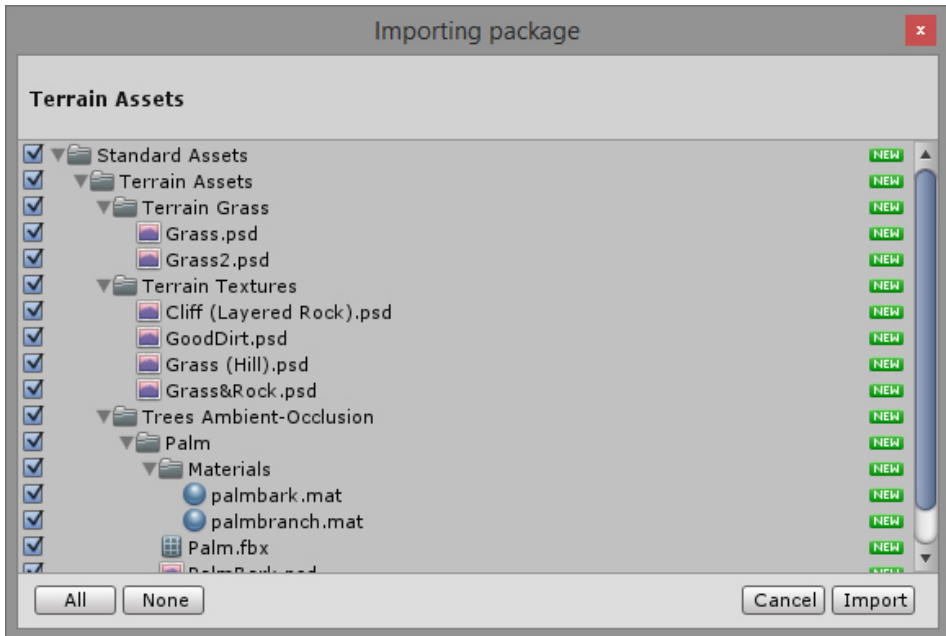 Importing package
x
Terrain Assets
Standard Assets NEW
Terrain Assets NEW
Terrain Grass NEW
Grass.psd NEW
Grass2.psd NEW
Terrain Textures NEW
Cliff (Layered Rock).psd NEW
GoodDirt.psd NEW
Grass (Hill).psd NEW
Grass&Rock.psd NEW
Trees Ambient-Occlusion NEW
Palm NEW
Materials NEW
palmbark.mat NEW
palmbranch.mat NEW
Palm.fbx NEW
PalmBark.psd NEW
All None Cancel Import